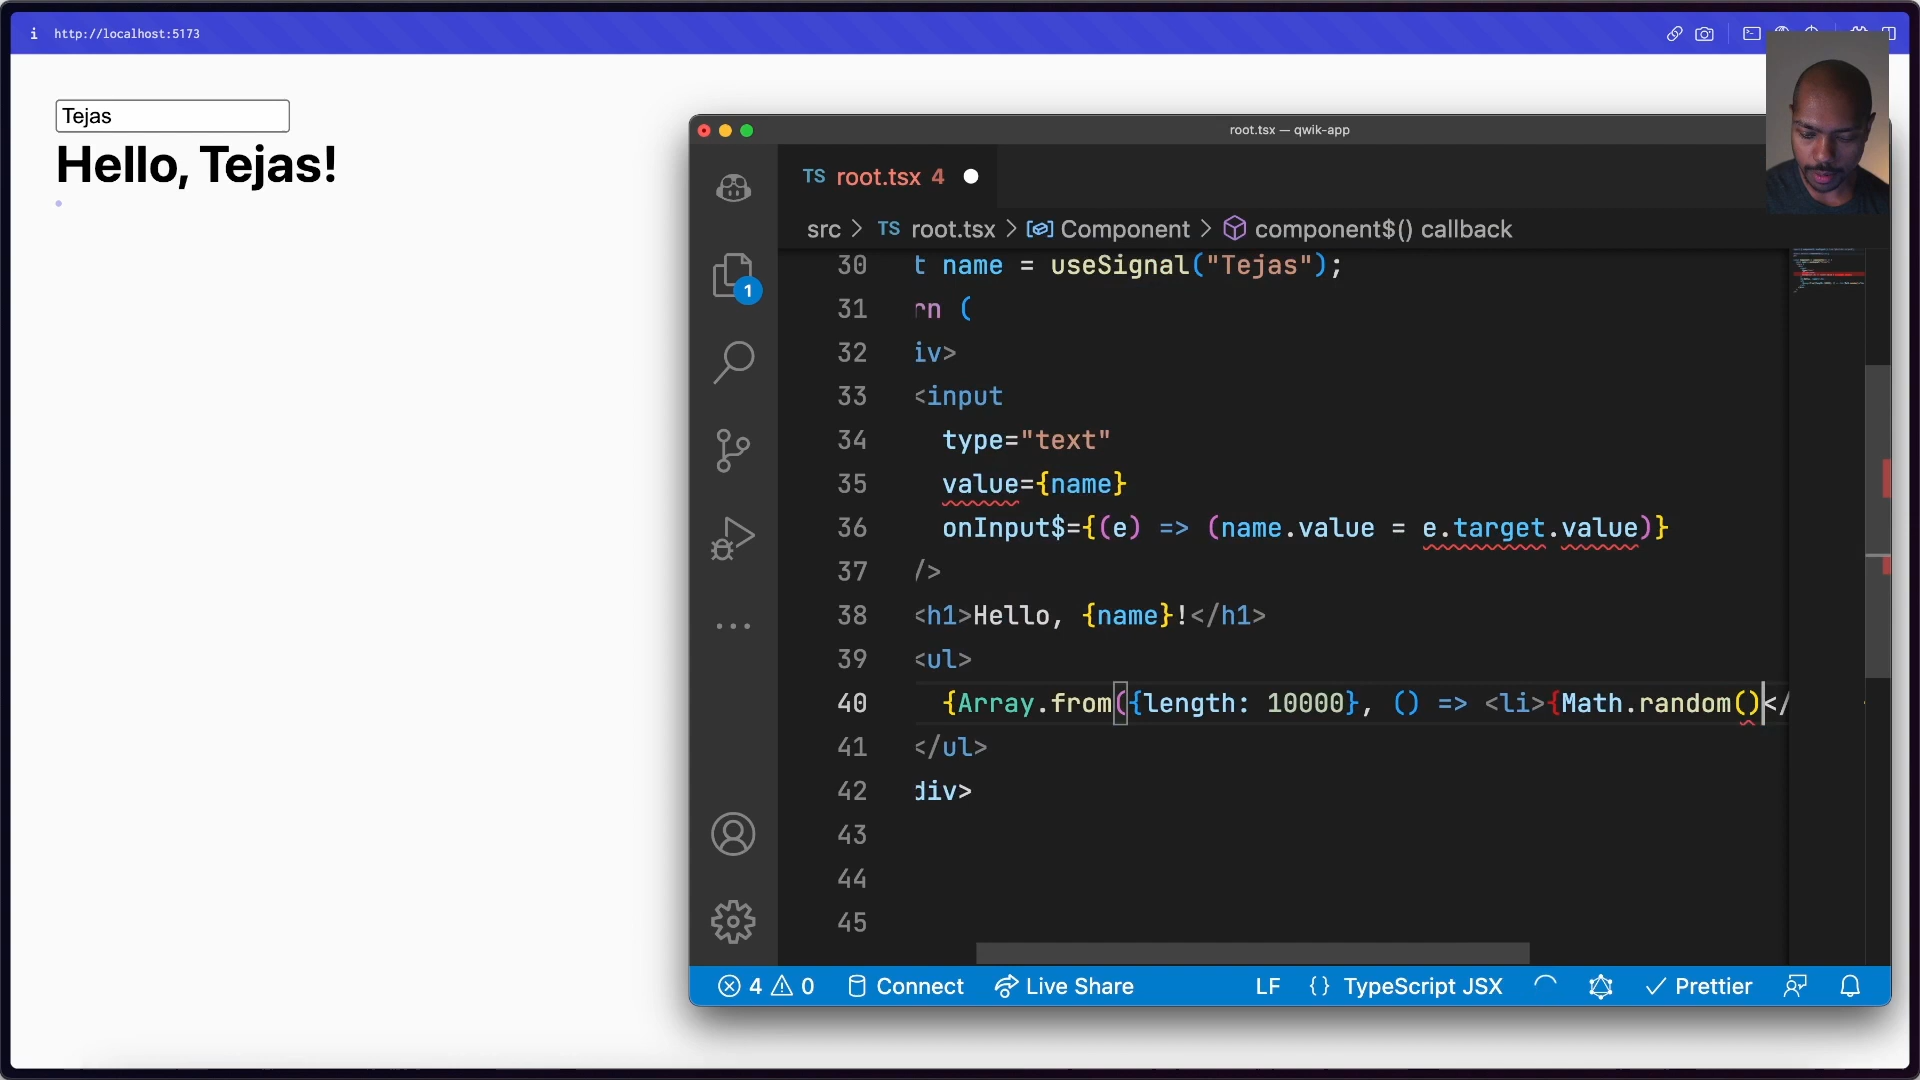 i http://localhost:5173
Tejas
Hello, Tejas!
root.tsx — qwik-app
TS root.tsx 4
src > TS root.tsx > Component > component$() callback
30 t name = useSignal("Tejas");
31 rn (
32 iv>
33 <input
34 type="text"
35 value={name}
36 onInput$={(e) => (name.value = e.target.value)}
37 />
38 <h1>Hello, {name}!</h1>
39 <ul>
40 {Array.from({length: 10000}, () => <li>{Math.random()</
41 </ul>
42 div>
43
44
45
1
4 0 Connect Live Share LF {} TypeScript JSX Prettier